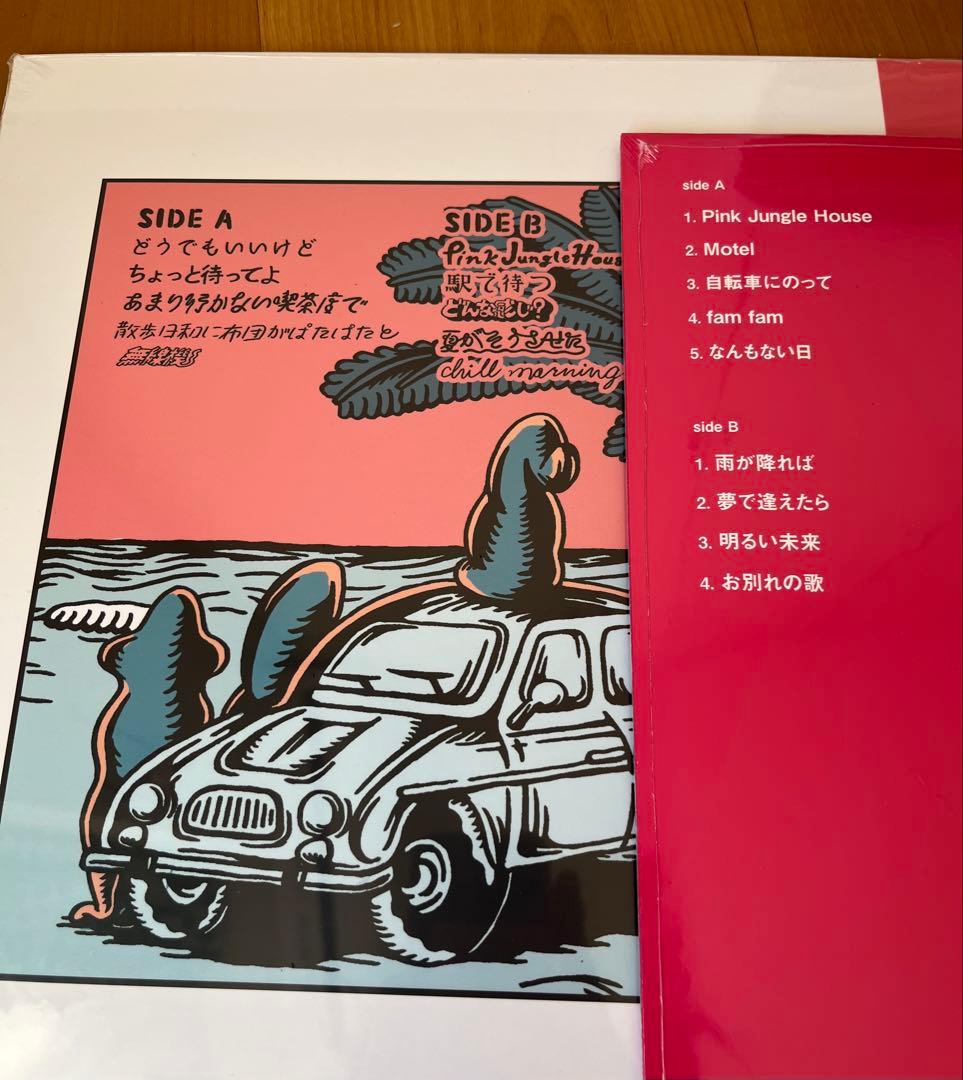 SIDE A
どうでもいいけど
ちょっと待ってよ
あまり行かない喫茶店で
散歩日和に布団がぱたぱたと
無線機
SIDE B
Pink Jungle Hous
駅で待つ
どんな感じ?
夏がそうさせた
chill morning
side A
1. Pink Jungle House
2. Motel
3. 自転車にのって
4. fam fam
5. なんもない日
side B
1. 雨が降れば
2. 夢で逢えたら
3. 明るい未来
4. お別れの歌